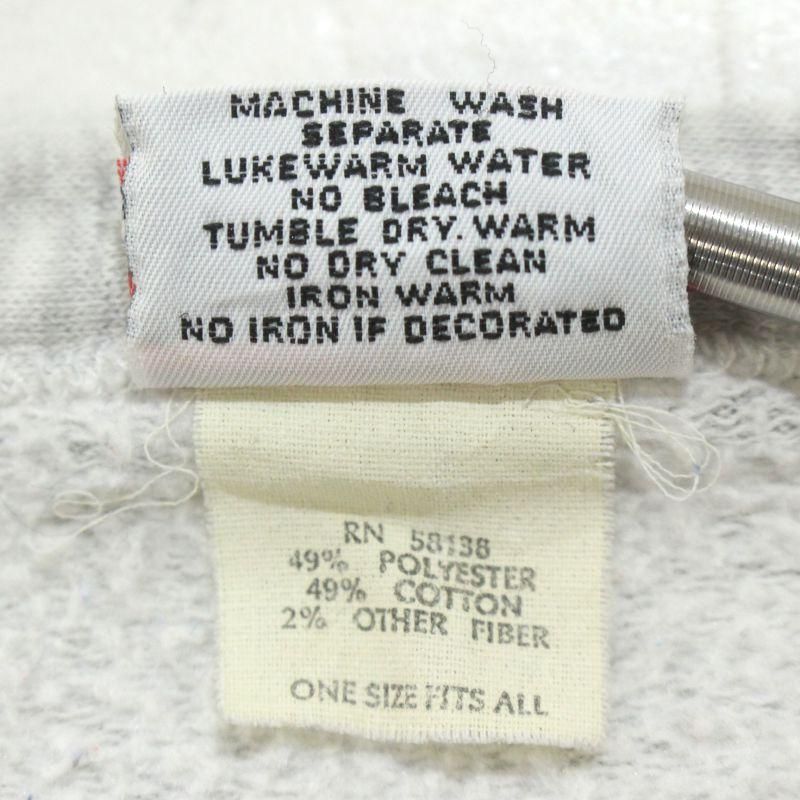 MACHINE WASH
SEPARATE
LUKEWARM WATER
NO BLEACH
TUMBLE DRY. WARM
NO DRY CLEAN
IRON WARM
NO IRON IF DECORATED
RN 58138
49% POLYESTER
49% COTTON
2% OTHER FIBER
ONE SIZE FITS ALL